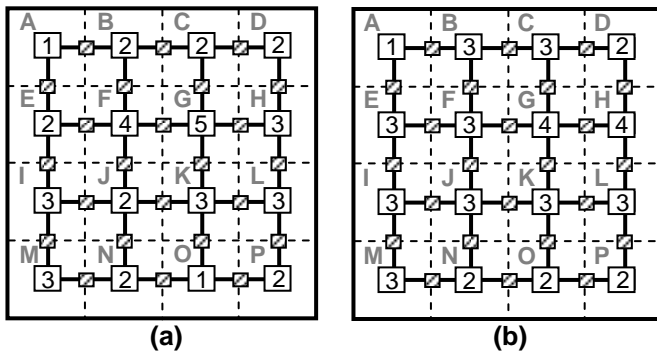 A B C D
1 2 2 2
E F G H
2 4 5 3
I J K L
3 2 3 3
M N O P
3 2 1 2
(a)
A B C D
1 3 3 2
E F G H
3 3 4 4
I J K L
3 3 3 3
M N O P
3 2 2 2
(b)